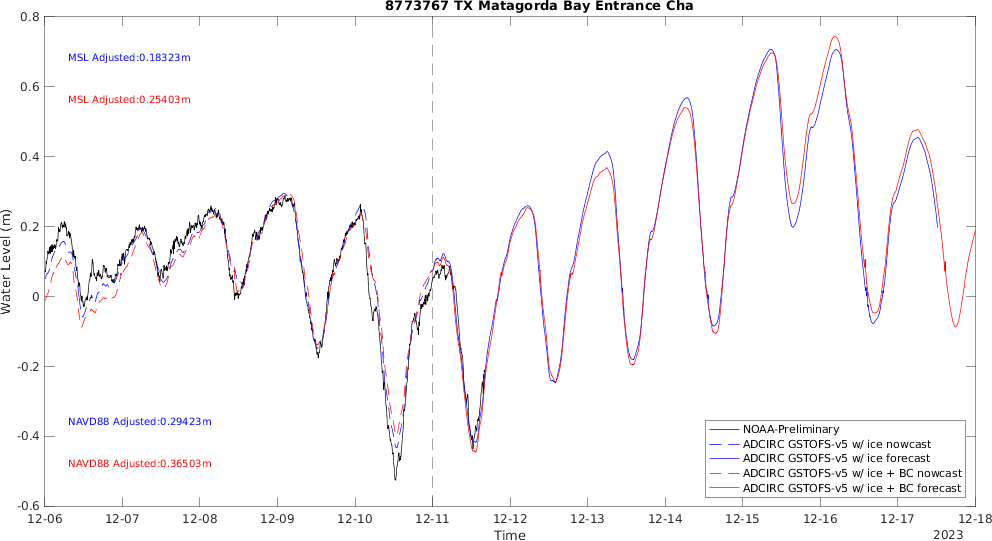 8773767 TX Matagorda Bay Entrance Cha
0.8
0.6
0.4
0.2
0
-0.2
-0.4
-0.6
Water Level (m)
MSL Adjusted:0.18323m
MSL Adjusted:0.25403m
NAVD88 Adjusted:0.29423m
NAVD88 Adjusted:0.36503m
NOAA-Preliminary
ADCIRC GSTOFS-v5 w/ ice nowcast
ADCIRC GSTOFS-v5 w/ ice forecast
ADCIRC GSTOFS-v5 w/ ice + BC nowcast
ADCIRC GSTOFS-v5 w/ ice + BC forecast
12-06 12-07 12-08 12-09 12-10 12-11 12-12 12-13 12-14 12-15 12-16 12-17 12-18
Time
2023